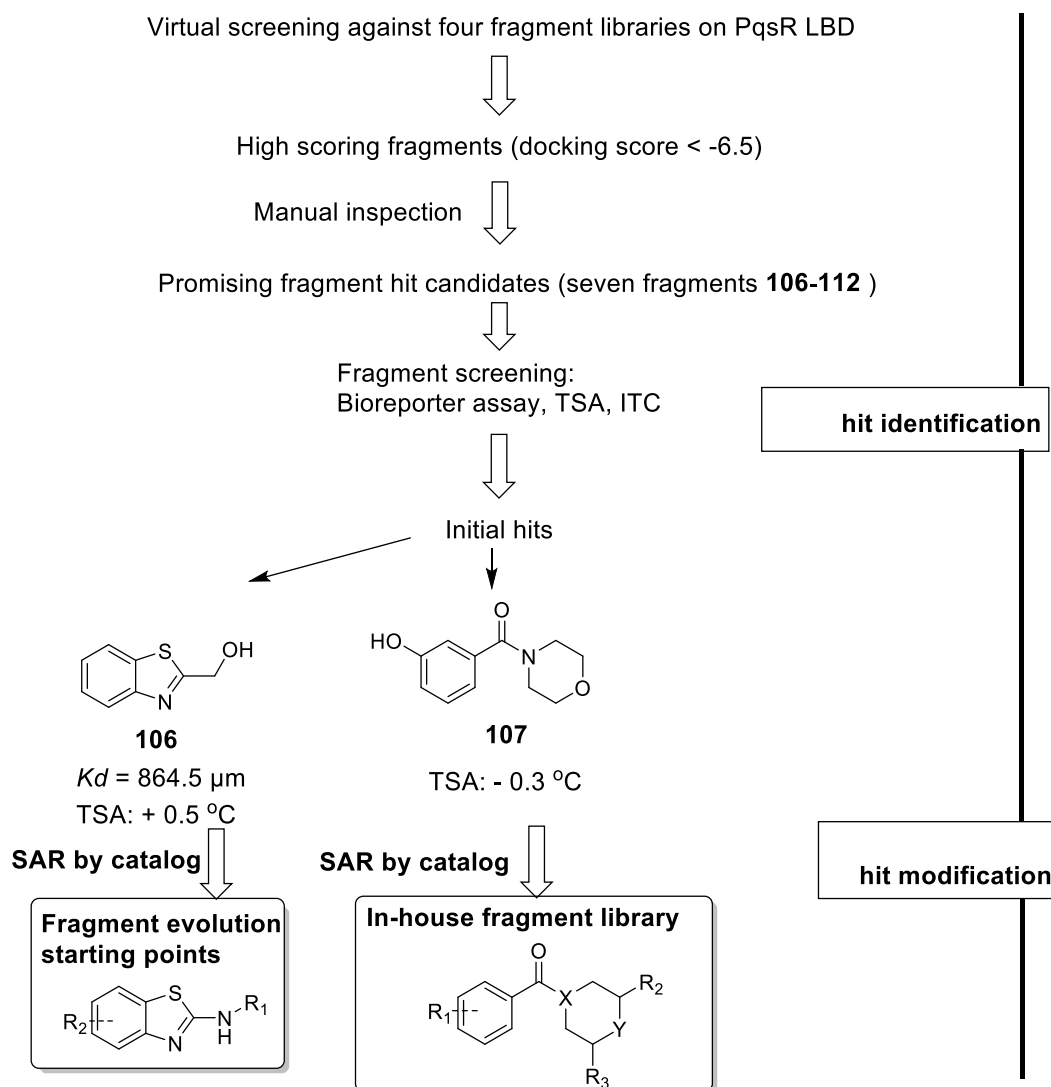 Virtual screening against four fragment libraries on PqsR LBD
High scoring fragments (docking score < -6.5)
Manual inspection
Promising fragment hit candidates (seven fragments 106-112 )
Fragment screening:
Bioreporter assay, TSA, ITC
hit identification
Initial hits
S
OH
N
106
Kd = 864.5 µm
TSA: + 0.5 °C
O
HO
N
O
107
TSA: - 0.3 °C
SAR by catalog
SAR by catalog
hit modification
Fragment evolution
starting points
R2
S
N
N
H
R1
In-house fragment library
O
R1
X
R2
Y
R3